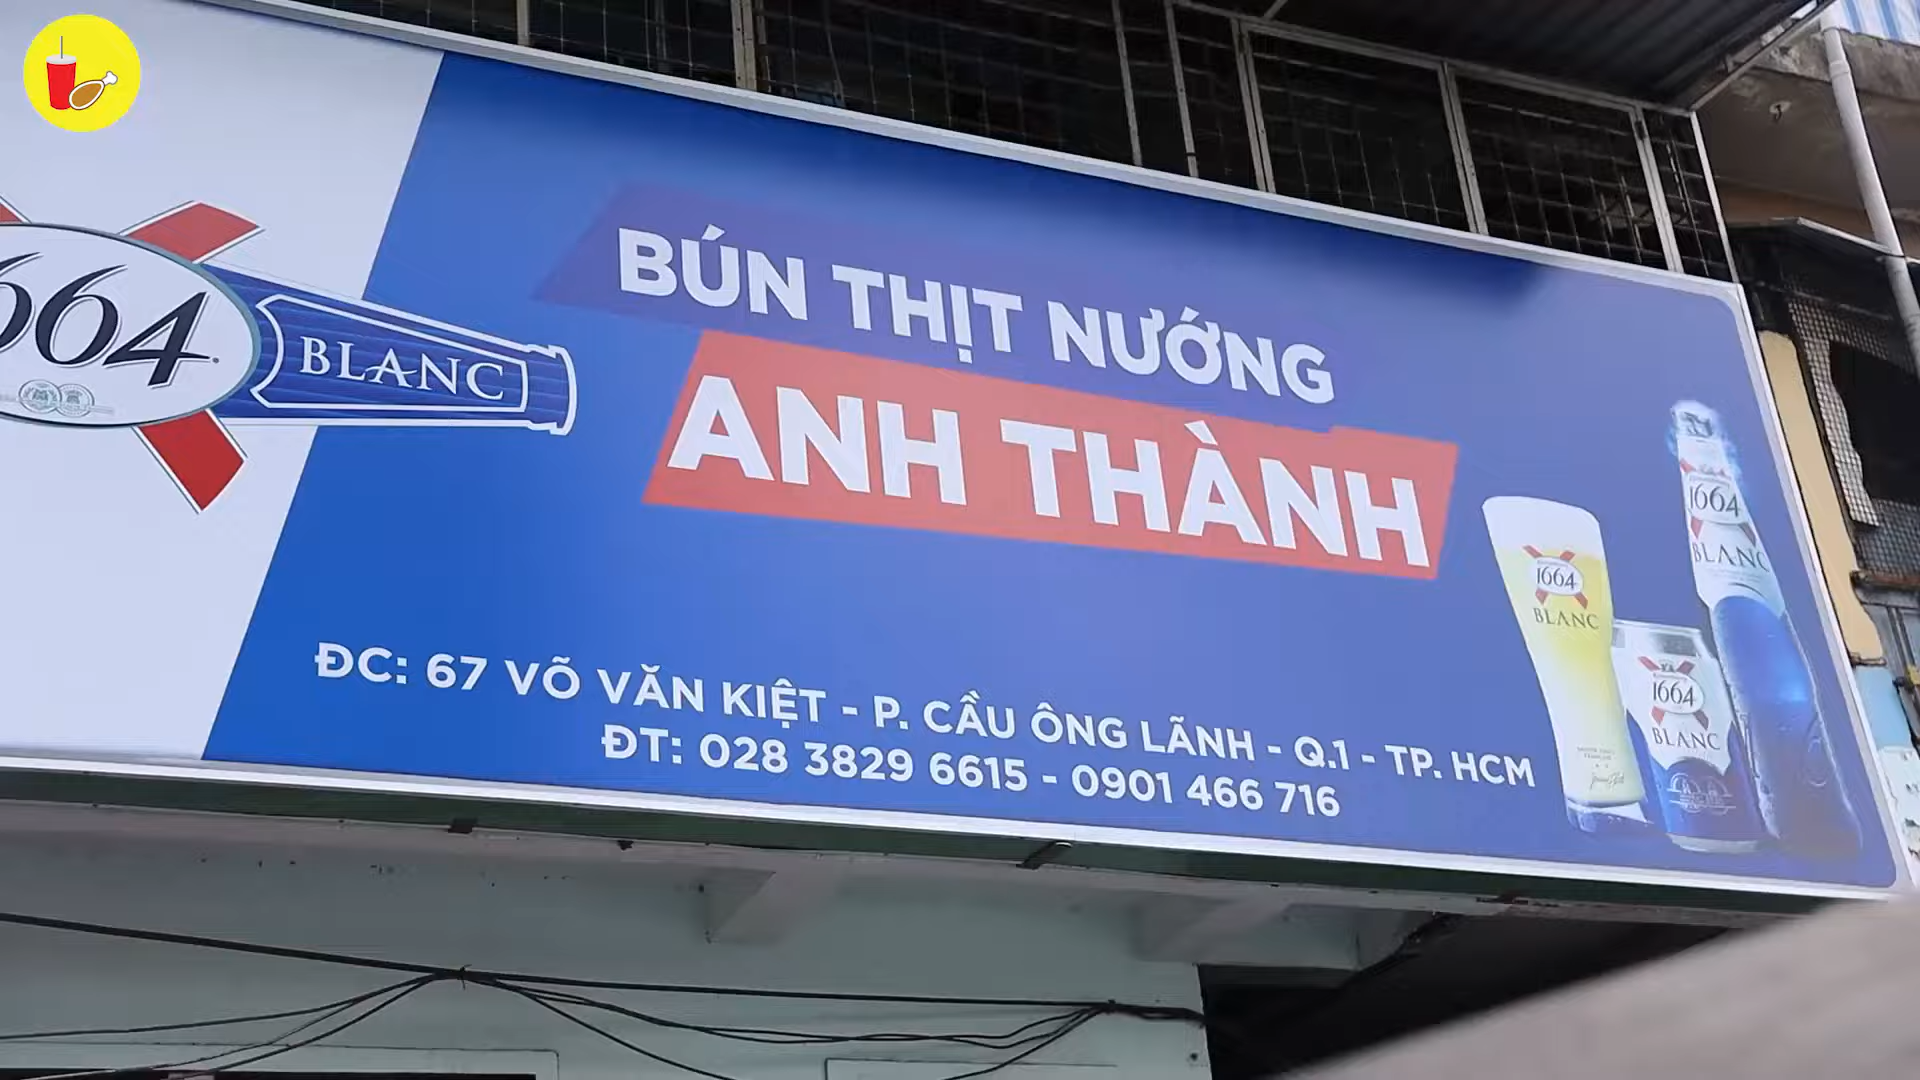 BÚN THỊT NƯỚNG
ANH THÀNH
ĐC: 67 VÕ VĂN KIỆT - P. CẦU ÔNG LÃNH - Q.1 - TP. HCM
ĐT: 028 3829 6615 - 0901 466 716
664
BLANC
1664
BLANC
1664
BLANC
1664
BLANC